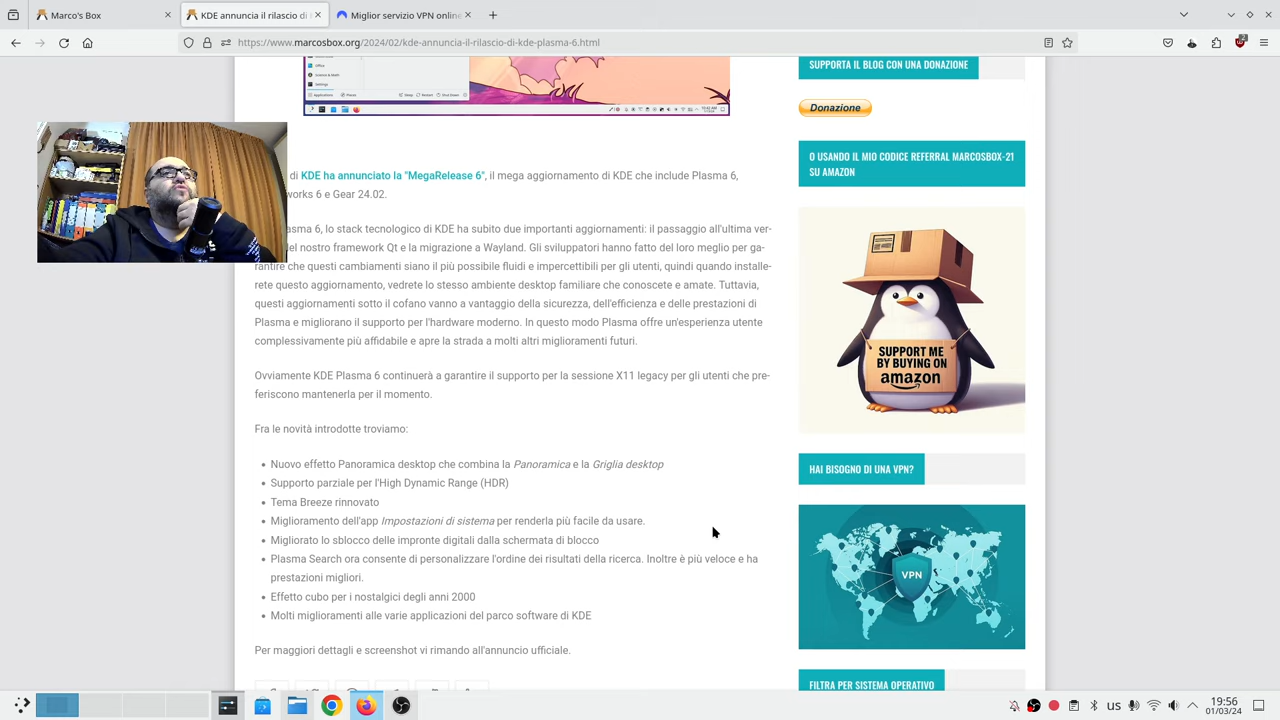 Marco's Box
KDE annuncia il rilascio di
Nessuna VPN online
https://www.marcosbox.org/2024/02/kde-annuncia-il-rilascio-di-kde-plasma-6.html
Office
Science & Math
Settings
Applications
Places
Sleep
Restart
Shut Down
di KDE ha annunciato la "MegaRelease 6", il mega aggiornamento di KDE che include Plasma 6,
works 6 e Gear 24.02.
asma 6, lo stack tecnologico di KDE ha subito due importanti aggiornamenti: il passaggio all'ultima ver-
del nostro framework Qt e la migrazione a Wayland. Gli sviluppatori hanno fatto del loro meglio per ga-
rantire che questi cambiamenti siano il più possibile fluidi e impercettibili per gli utenti, quindi quando installe-
rete questo aggiornamento, vedrete lo stesso ambiente desktop familiare che conoscete e amate. Tuttavia,
questi aggiornamenti sotto il cofano vanno a vantaggio della sicurezza, dell'efficienza e delle prestazioni di
Plasma e migliorano il supporto per l'hardware moderno. In questo modo Plasma offre un'esperienza utente
complessivamente più affidabile e apre la strada a molti altri miglioramenti futuri.
Ovviamente KDE Plasma 6 continuerà a garantire il supporto per la sessione X11 legacy per gli utenti che pre-
feriscono mantenerla per il momento.
Fra le novità introdotte troviamo:
Nuovo effetto Panoramica desktop che combina la Panoramica e la Griglia desktop
Supporto parziale per l'High Dynamic Range (HDR)
Tema Breeze rinnovato
Miglioramento dell'app Impostazioni di sistema per renderla più facile da usare.
Migliorato lo sblocco delle impronte digitali dalla schermata di blocco
Plasma Search ora consente di personalizzare l'ordine dei risultati della ricerca. Inoltre è più veloce e ha
prestazioni migliori.
Effetto cubo per i nostalgici degli anni 2000
Molti miglioramenti alle varie applicazioni del parco software di KDE
Per maggiori dettagli e screenshot vi rimando all'annuncio ufficiale.
SUPPORTA IL BLOG CON UNA DONAZIONE
Donazione
O USANDO IL MIO CODICE REFERRAL MARCOSBOX-21
SU AMAZON
SUPPORT ME
BY BUYING ON
amazon
HAI BISOGNO DI UNA VPN?
VPN
FILTRA PER SISTEMA OPERATIVO
US
19:56
01/03/24